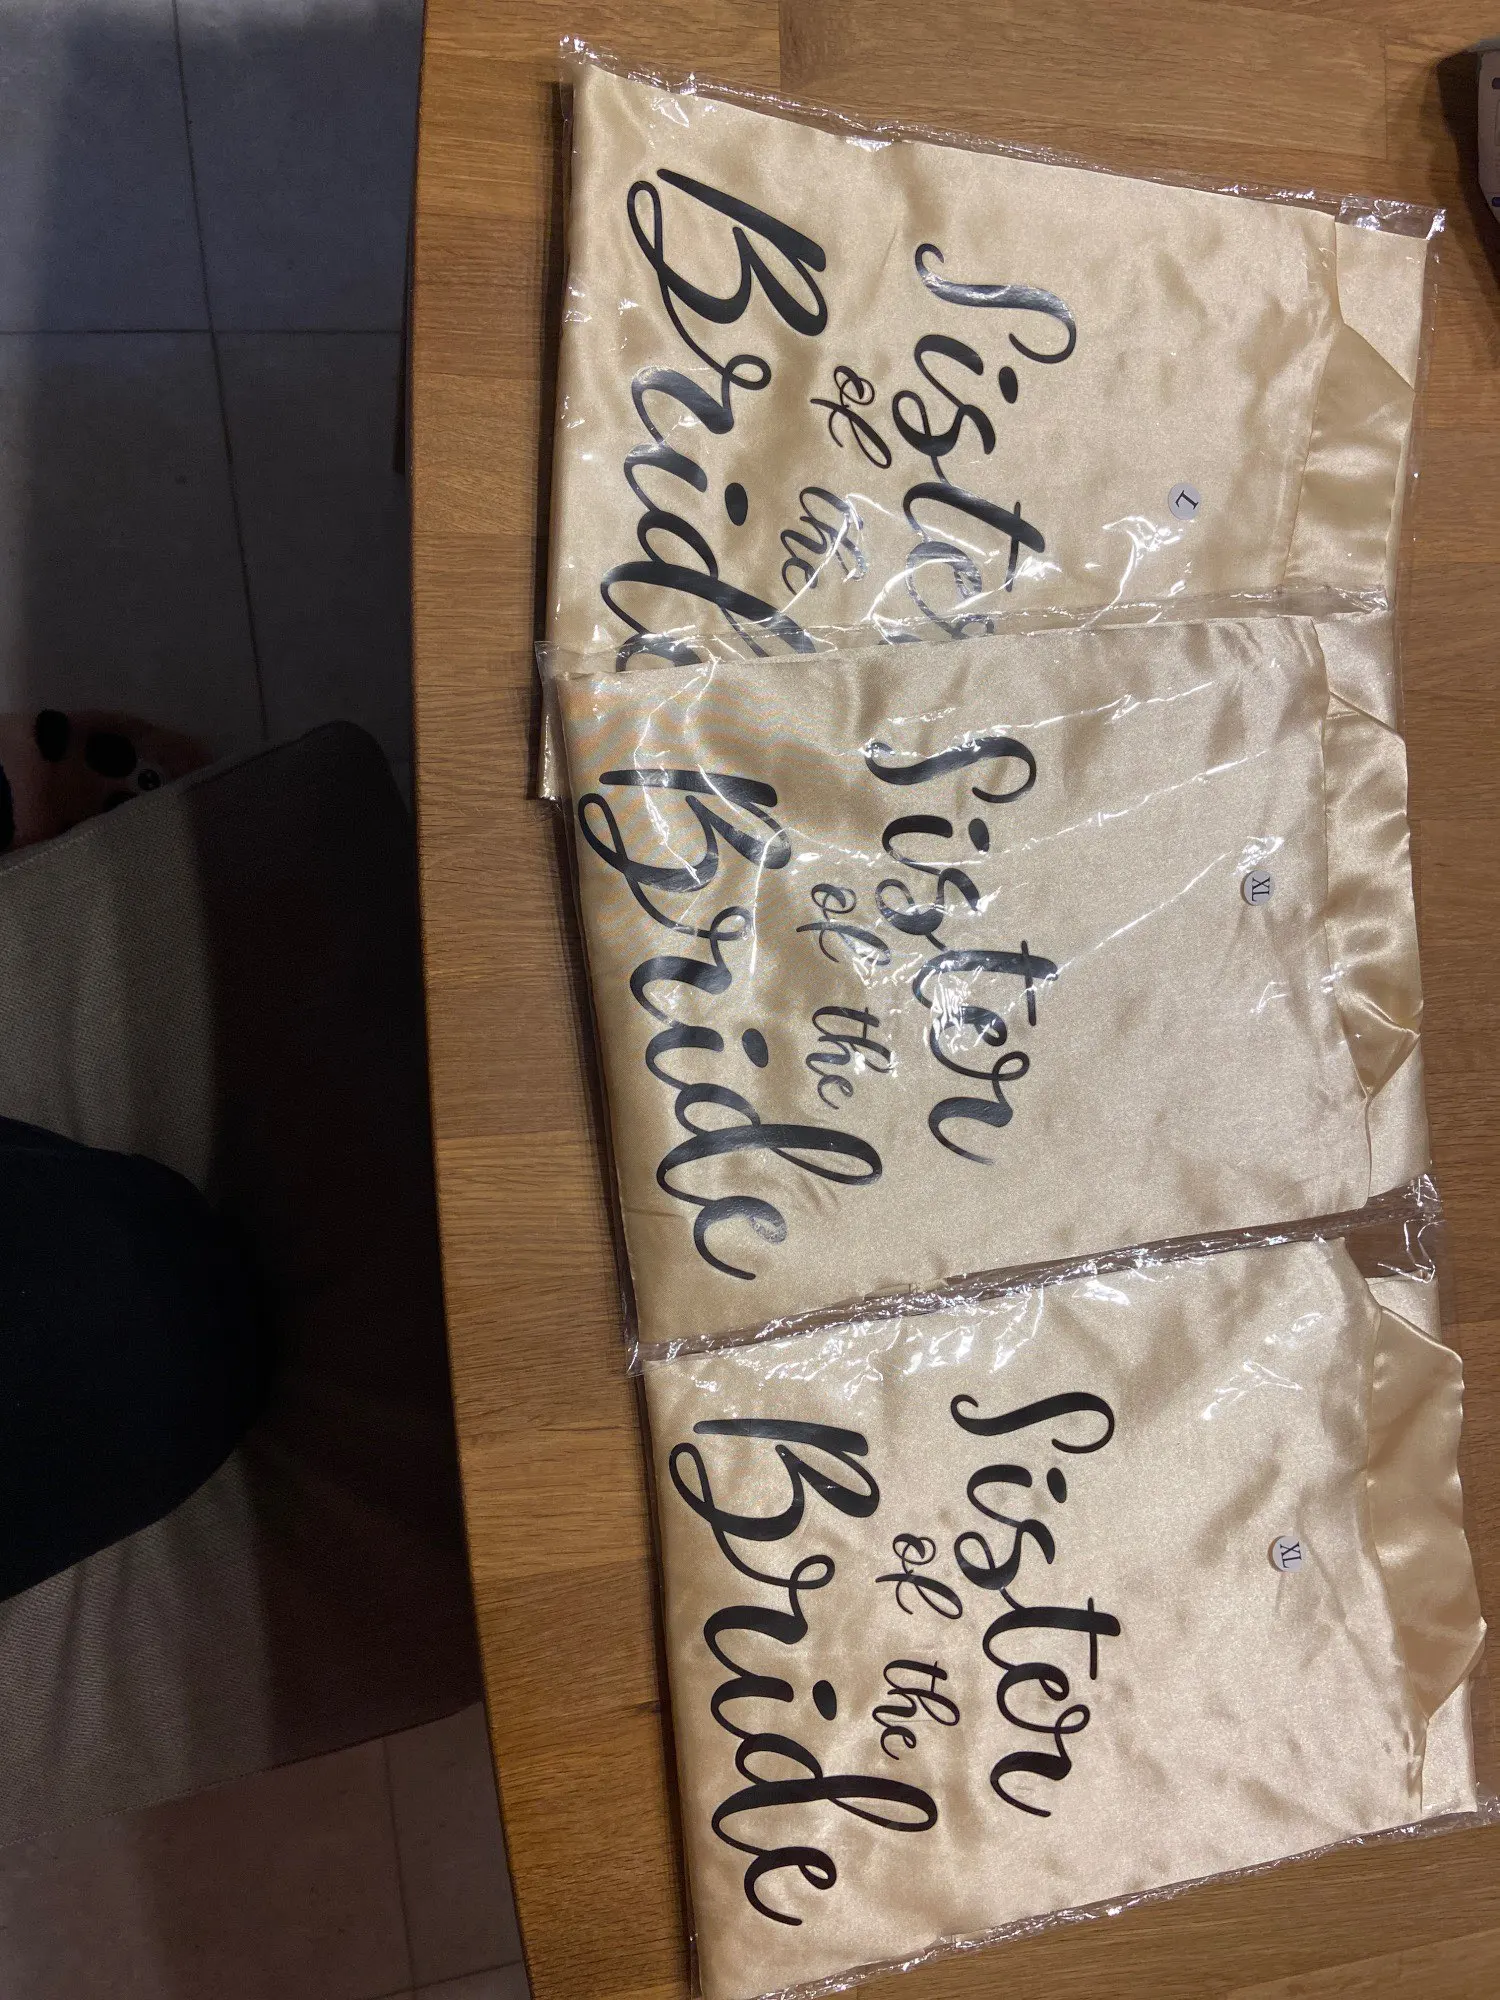 L
Sister
of the
Bride
XL
Sister
of the
Bride
XL
Sister
of the
Bride